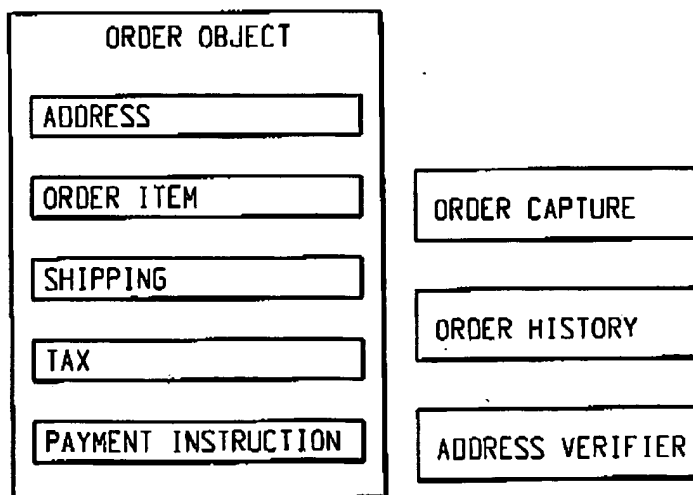 ORDER OBJECT
ADDRESS
ORDER ITEM
SHIPPING
TAX
PAYMENT INSTRUCTION
ORDER CAPTURE
ORDER HISTORY
ADDRESS VERIFIER